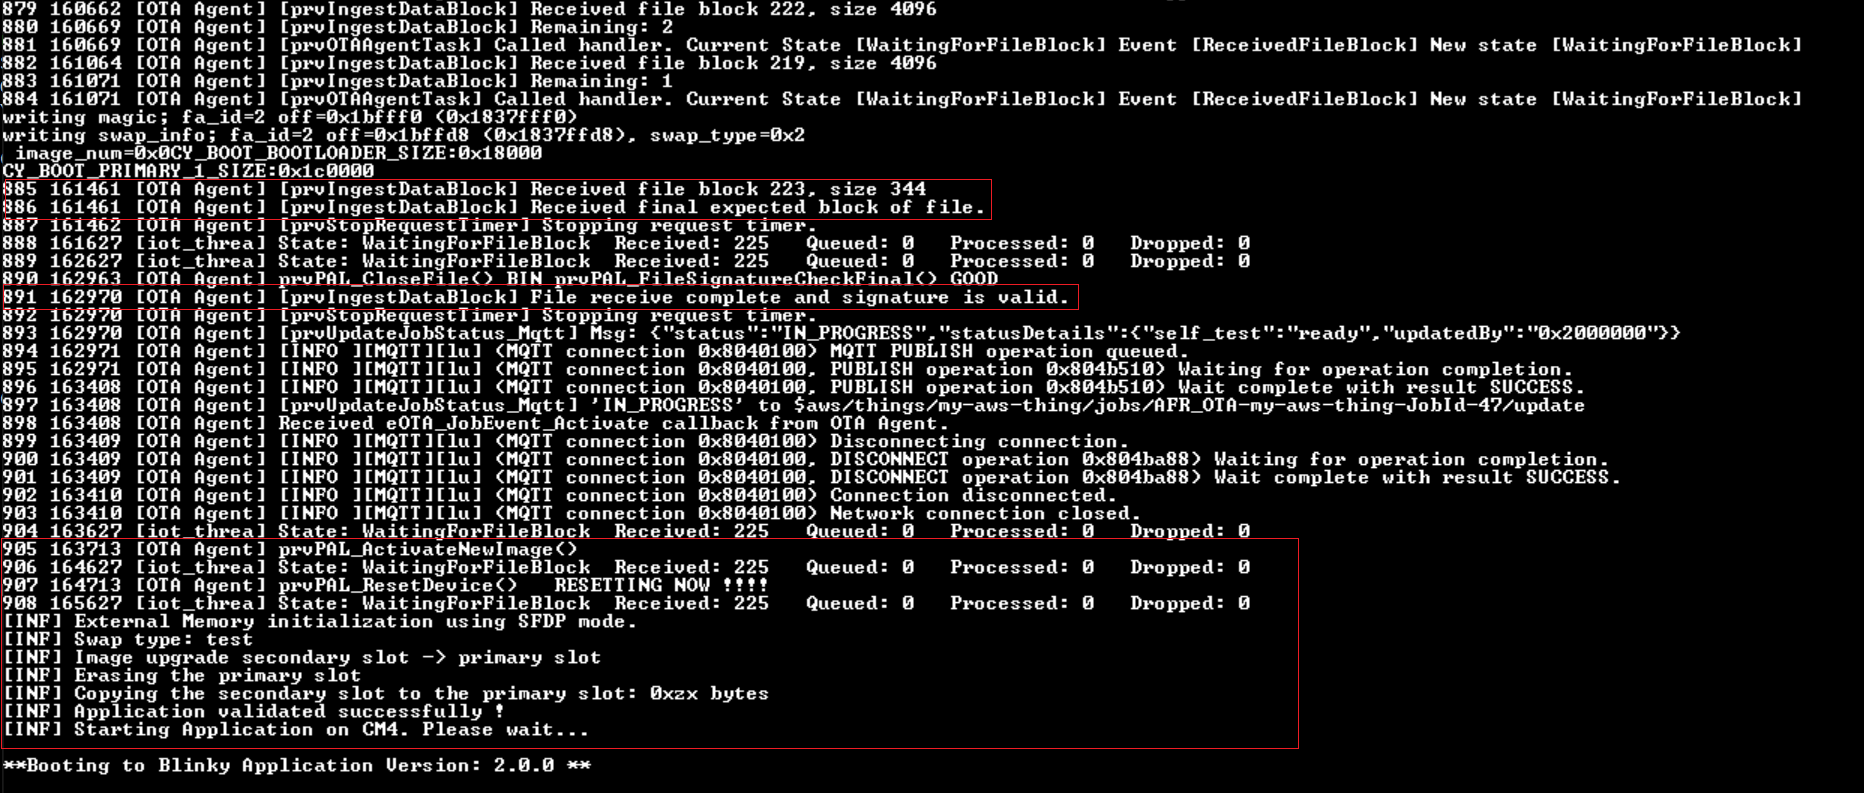 879 160662 [OTA Agent] [prvIngestDataBlock] Received file block 222, size 4096
880 160669 [OTA Agent] [prvIngestDataBlock] Remaining: 2
881 160669 [OTA Agent] [prvOTAAgentTask] Called handler. Current State [WaitingForFileBlock] Event [ReceivedFileBlock] New state [WaitingForFileBlock]
882 161064 [OTA Agent] [prvIngestDataBlock] Received file block 219, size 4096
883 161071 [OTA Agent] [prvIngestDataBlock] Remaining: 1
884 161071 [OTA Agent] [prvOTAAgentTask] Called handler. Current State [WaitingForFileBlock] Event [ReceivedFileBlock] New state [WaitingForFileBlock]
writing magic; fa_id=2 off=0x1bfff0 (0x1837fff0)
writing swap_info; fa_id=2 off=0x1bffd8 (0x1837ffd8), swap_type=0x2
 image_num=0x0CY_BOOT_BOOTLOADER_SIZE:0x18000
CY_BOOT_PRIMARY_1_SIZE:0x1c0000
885 161461 [OTA Agent] [prvIngestDataBlock] Received file block 223, size 344
886 161461 [OTA Agent] [prvIngestDataBlock] Received final expected block of file.
887 161462 [OTA Agent] [prvStopRequestTimer] Stopping request timer.
888 161627 [iot_threa] State: WaitingForFileBlock  Received: 225   Queued: 0   Processed: 0   Dropped: 0
889 162627 [iot_threa] State: WaitingForFileBlock  Received: 225   Queued: 0   Processed: 0   Dropped: 0
890 162963 [OTA Agent] prvPAL_CloseFile() BIN prvPAL_FileSignatureCheckFinal() GOOD
891 162970 [OTA Agent] [prvIngestDataBlock] File receive complete and signature is valid.
892 162970 [OTA Agent] [prvStopRequestTimer] Stopping request timer.
893 162970 [OTA Agent] [prvUpdateJobStatus_Mqtt] Msg: {"status":"IN_PROGRESS","statusDetails":{"self_test":"ready","updatedBy":"0x2000000"}}
894 162971 [OTA Agent] [INFO ][MQTT][lu] (MQTT connection 0x8040100) MQTT PUBLISH operation queued.
895 162971 [OTA Agent] [INFO ][MQTT][lu] (MQTT connection 0x8040100, PUBLISH operation 0x804b510) Waiting for operation completion.
896 163408 [OTA Agent] [INFO ][MQTT][lu] (MQTT connection 0x8040100, PUBLISH operation 0x804b510) Wait complete with result SUCCESS.
897 163408 [OTA Agent] [prvUpdateJobStatus_Mqtt] 'IN_PROGRESS' to $aws/things/my-aws-thing/jobs/AFR_OTA-my-aws-thing-JobId-47/update
898 163408 [OTA Agent] Received eOTA_JobEvent_Activate callback from OTA Agent.
899 163409 [OTA Agent] [INFO ][MQTT][lu] (MQTT connection 0x8040100) Disconnecting connection.
900 163409 [OTA Agent] [INFO ][MQTT][lu] (MQTT connection 0x8040100, DISCONNECT operation 0x804ba88) Waiting for operation completion.
901 163409 [OTA Agent] [INFO ][MQTT][lu] (MQTT connection 0x8040100, DISCONNECT operation 0x804ba88) Wait complete with result SUCCESS.
902 163410 [OTA Agent] [INFO ][MQTT][lu] (MQTT connection 0x8040100) Connection disconnected.
903 163410 [OTA Agent] [INFO ][MQTT][lu] (MQTT connection 0x8040100) Network connection closed.
904 163627 [iot_threa] State: WaitingForFileBlock  Received: 225   Queued: 0   Processed: 0   Dropped: 0
905 163713 [OTA Agent] prvPAL_ActivateNewImage()
906 164627 [iot_threa] State: WaitingForFileBlock  Received: 225   Queued: 0   Processed: 0   Dropped: 0
907 164713 [OTA Agent] prvPAL_ResetDevice()   RESETTING NOW !!!!
908 165627 [iot_threa] State: WaitingForFileBlock  Received: 225   Queued: 0   Processed: 0   Dropped: 0
[INF] External Memory initialization using SFDP mode.
[INF] Swap type: test
[INF] Image upgrade secondary slot -> primary slot
[INF] Erasing the primary slot
[INF] Copying the secondary slot to the primary slot: 0xzx bytes
[INF] Application validated successfully !
[INF] Starting Application on CM4. Please wait...
**Booting to Blinky Application Version: 2.0.0 **